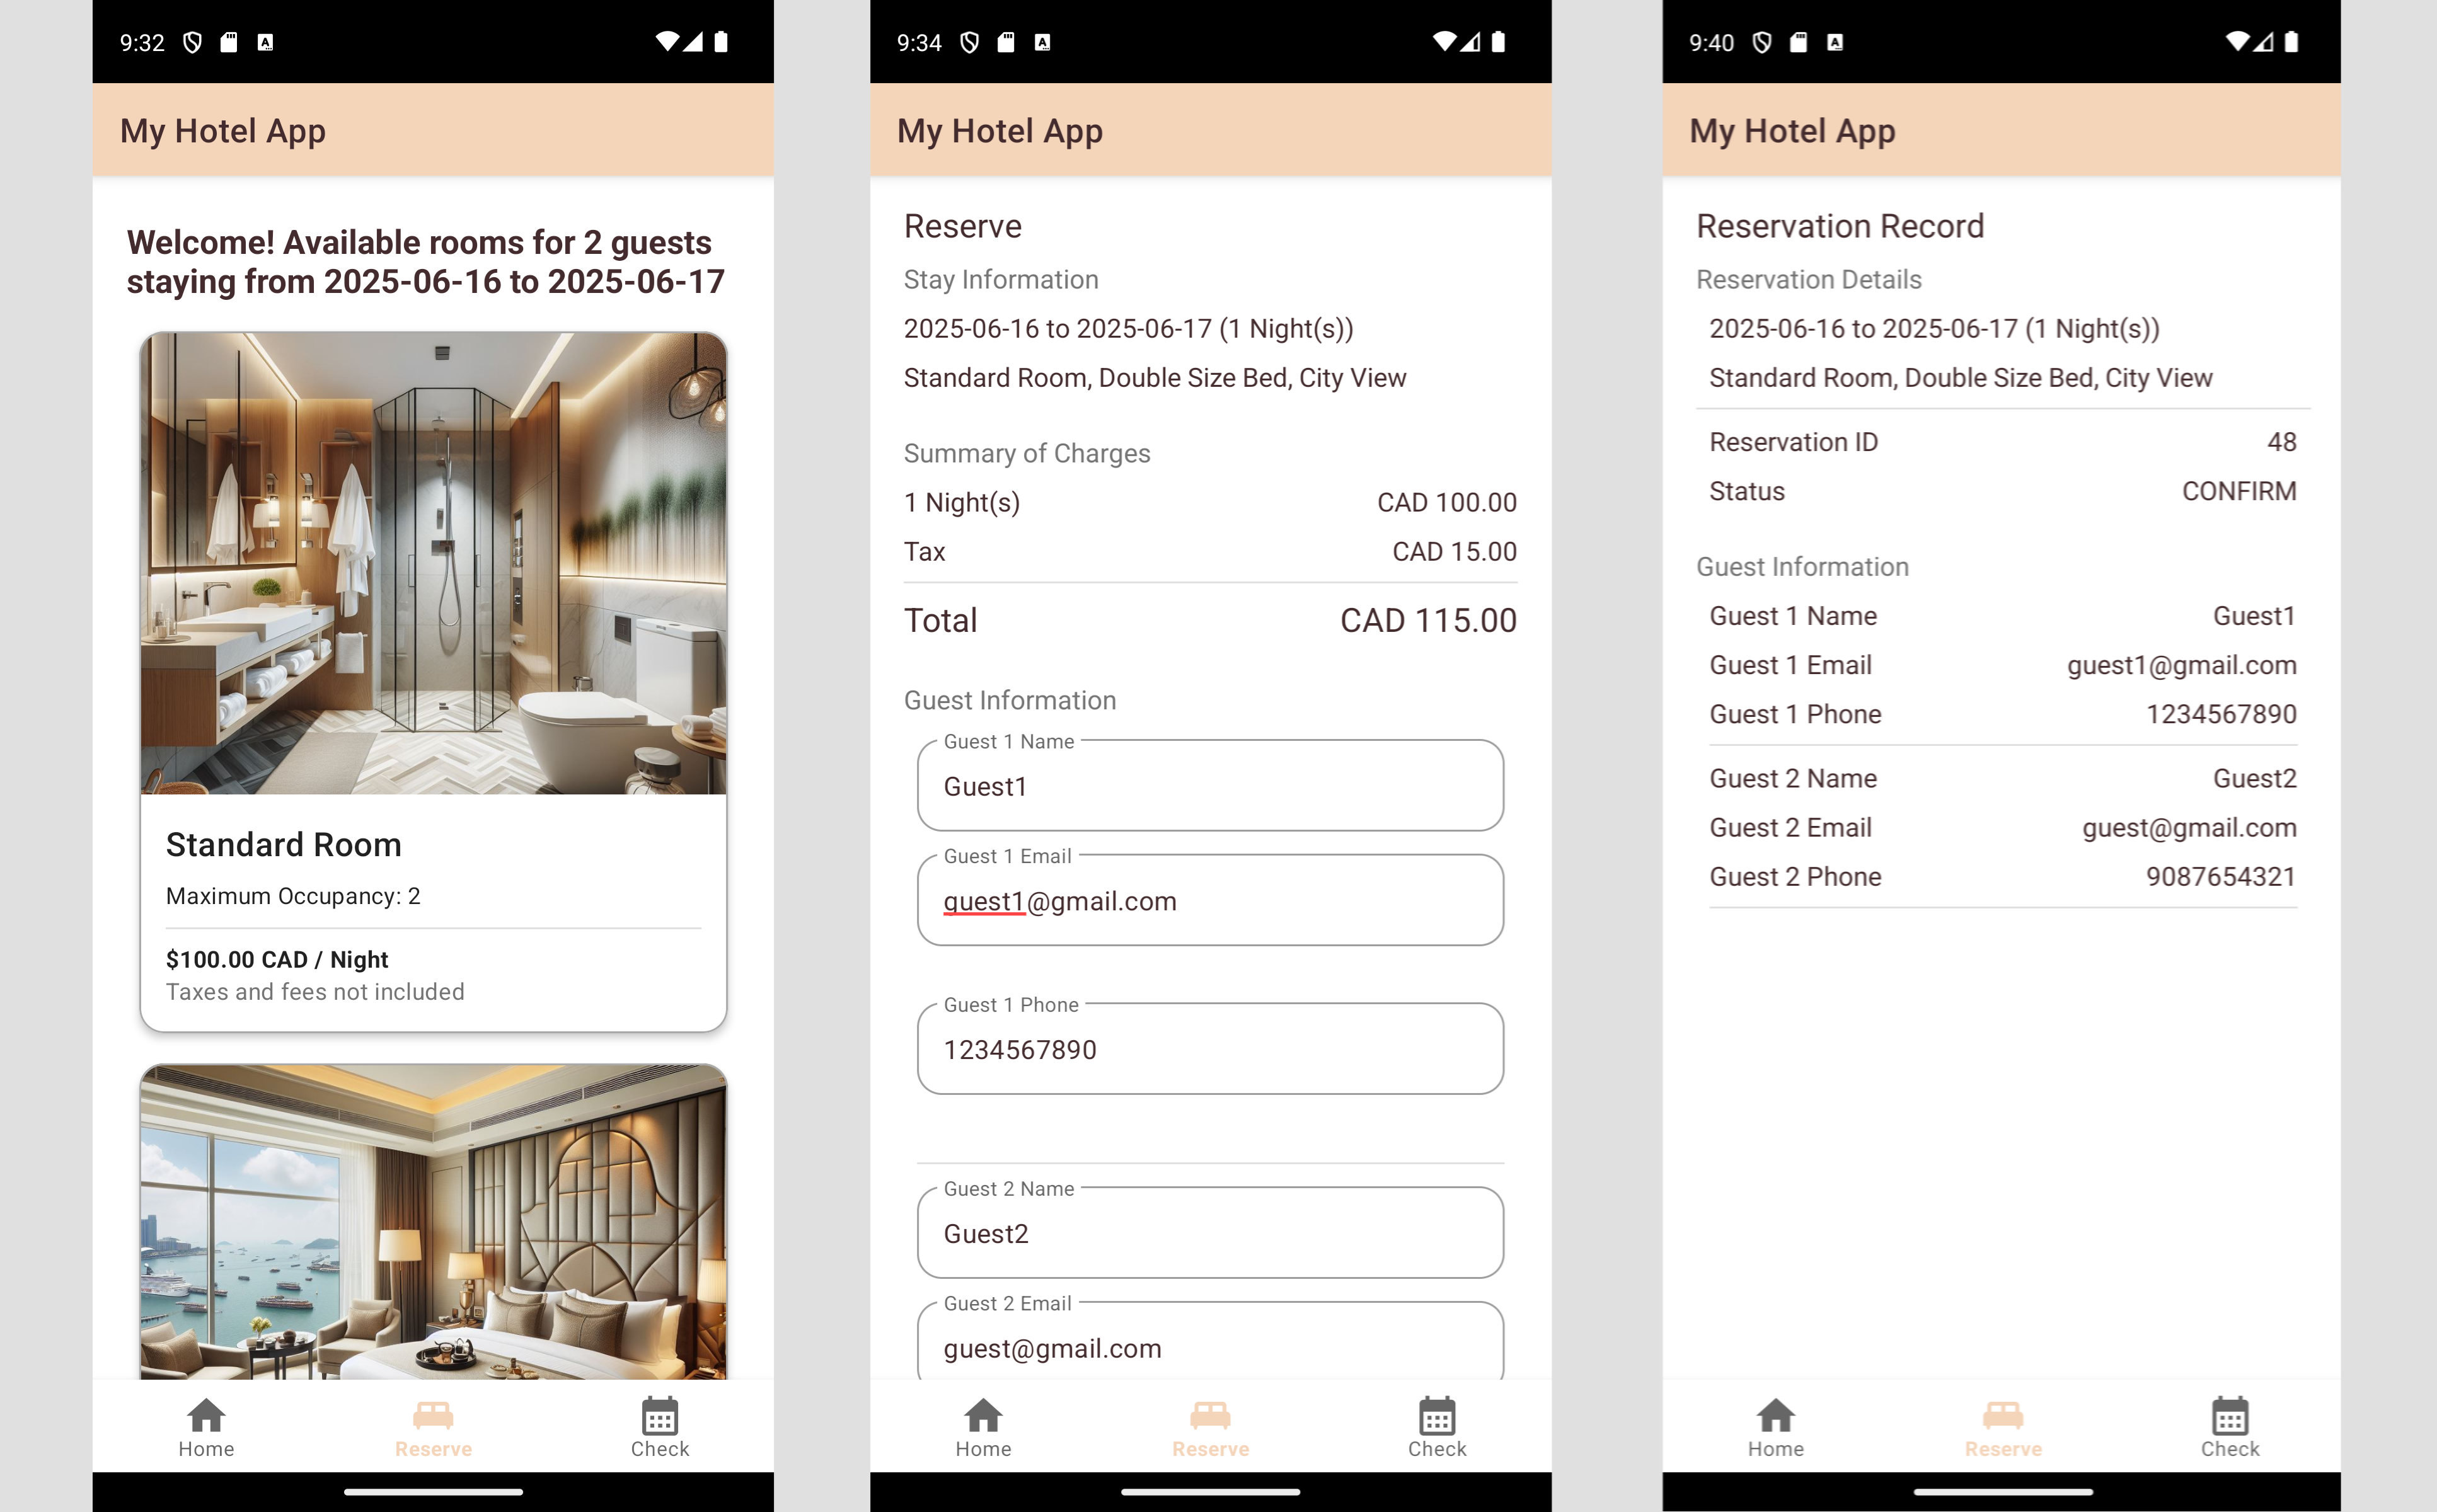 9:32
My Hotel App
Welcome! Available rooms for 2 guests
staying from 2025-06-16 to 2025-06-17
Standard Room
Maximum Occupancy: 2
$100.00 CAD / Night
Taxes and fees not included
Home
Reserve
Check
9:34
My Hotel App
Reserve
Stay Information
2025-06-16 to 2025-06-17 (1 Night(s))
Standard Room, Double Size Bed, City View
Summary of Charges
1 Night(s) CAD 100.00
Tax CAD 15.00
Total CAD 115.00
Guest Information
Guest 1 Name
Guest1
Guest 1 Email
guest1@gmail.com
Guest 1 Phone
1234567890
Guest 2 Name
Guest2
Guest 2 Email
guest@gmail.com
Home
Reserve
Check
9:40
My Hotel App
Reservation Record
Reservation Details
2025-06-16 to 2025-06-17 (1 Night(s))
Standard Room, Double Size Bed, City View
Reservation ID 48
Status CONFIRM
Guest Information
Guest 1 Name Guest1
Guest 1 Email guest1@gmail.com
Guest 1 Phone 1234567890
Guest 2 Name Guest2
Guest 2 Email guest@gmail.com
Guest 2 Phone 9087654321
Home
Reserve
Check